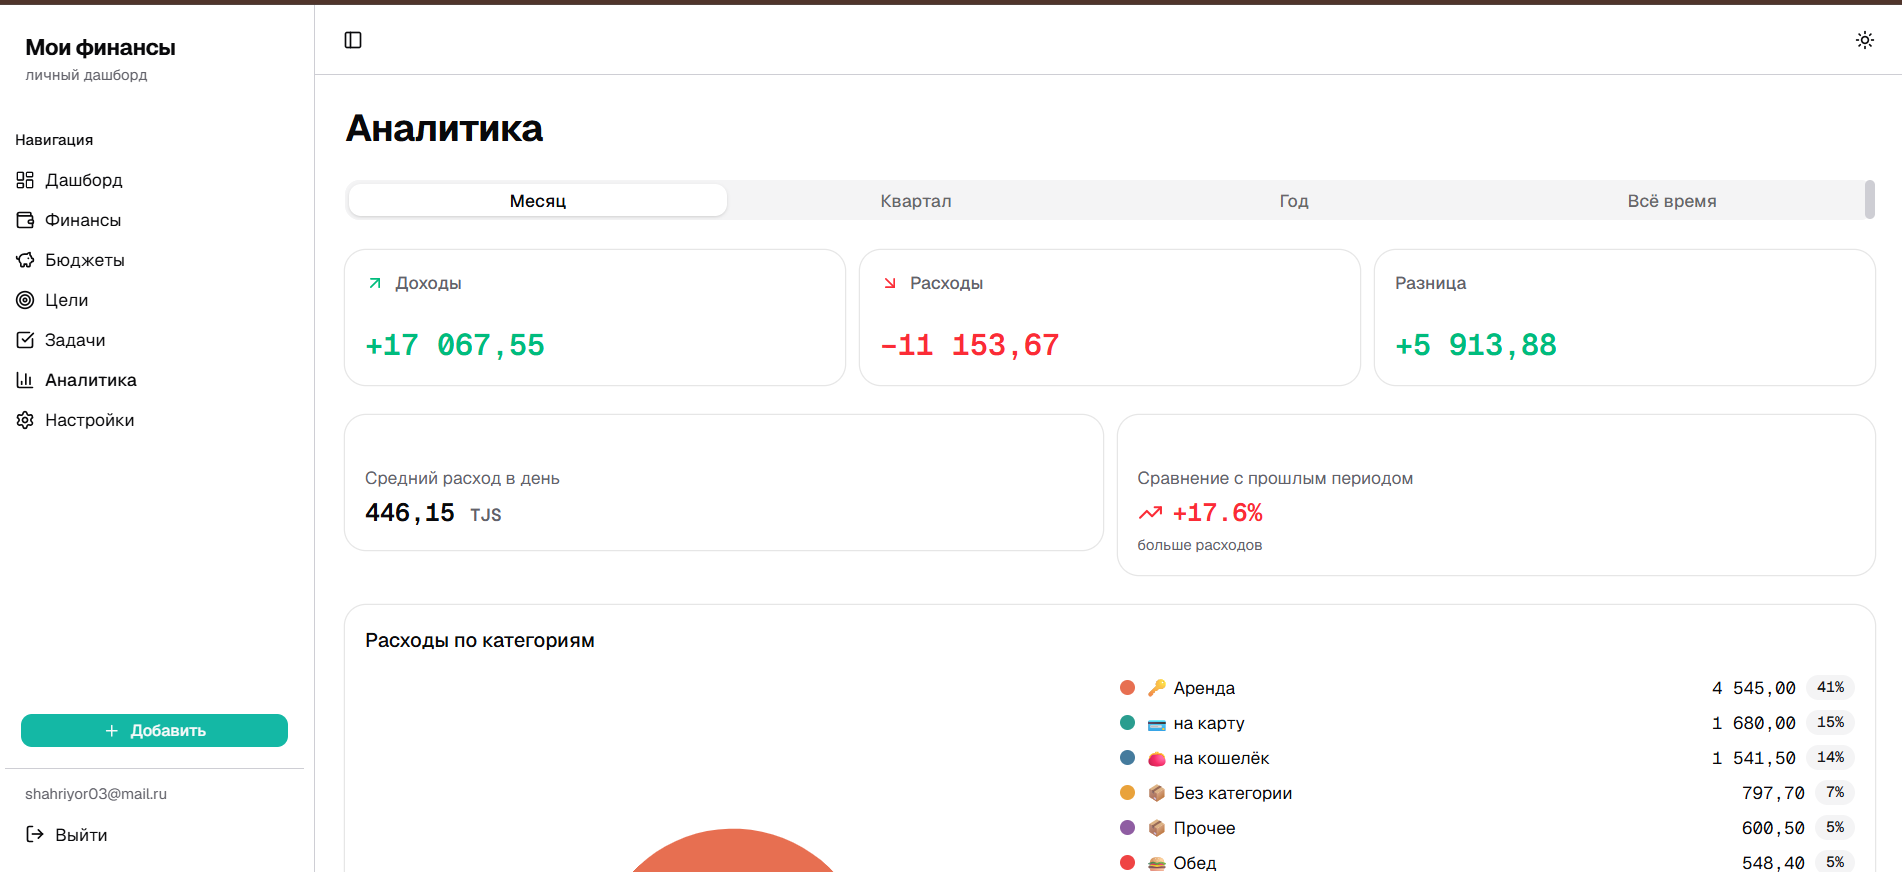 Мои финансы
личный дашборд
Навигация
Дашборд
Финансы
Бюджеты
Цели
Задачи
Аналитика
Настройки
+ Добавить
shahriyor03@mail.ru
Выйти
Аналитика
Месяц Квартал Год Всё время
Доходы
+17 067,55
Расходы
−11 153,67
Разница
+5 913,88
Средний расход в день
446,15 TJS
Сравнение с прошлым периодом
+17.6%
больше расходов
Расходы по категориям
Аренда 4 545,00 41%
на карту 1 680,00 15%
на кошелёк 1 541,50 14%
Без категории 797,70 7%
Прочее 600,50 5%
Обед 548,40 5%